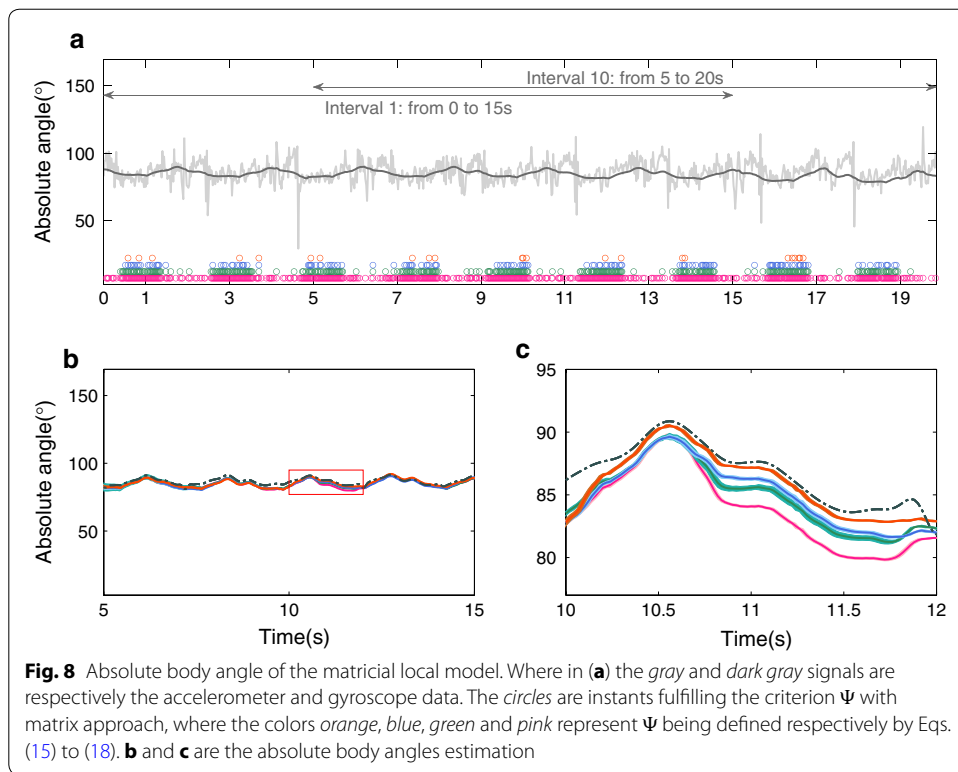 a
150
100
50
Absolute angle(°)
Interval 10: from 5 to 20s
Interval 1: from 0 to 15s
0 1 3 5 7 9 11 13 15 17 19
b
150
100
50
Absolute angle(°)
5 10 15
Time(s)
c
95
90
85
80
10 10.5 11 11.5 12
Time(s)
Fig. 8 Absolute body angle of the matricial local model. Where in (a) the gray and dark gray signals are
respectively the accelerometer and gyroscope data. The circles are instants fulfilling the criterion Ψ with
matrix approach, where the colors orange, blue, green and pink represent Ψ being defined respectively by Eqs.
(15) to (18). b and c are the absolute body angles estimation